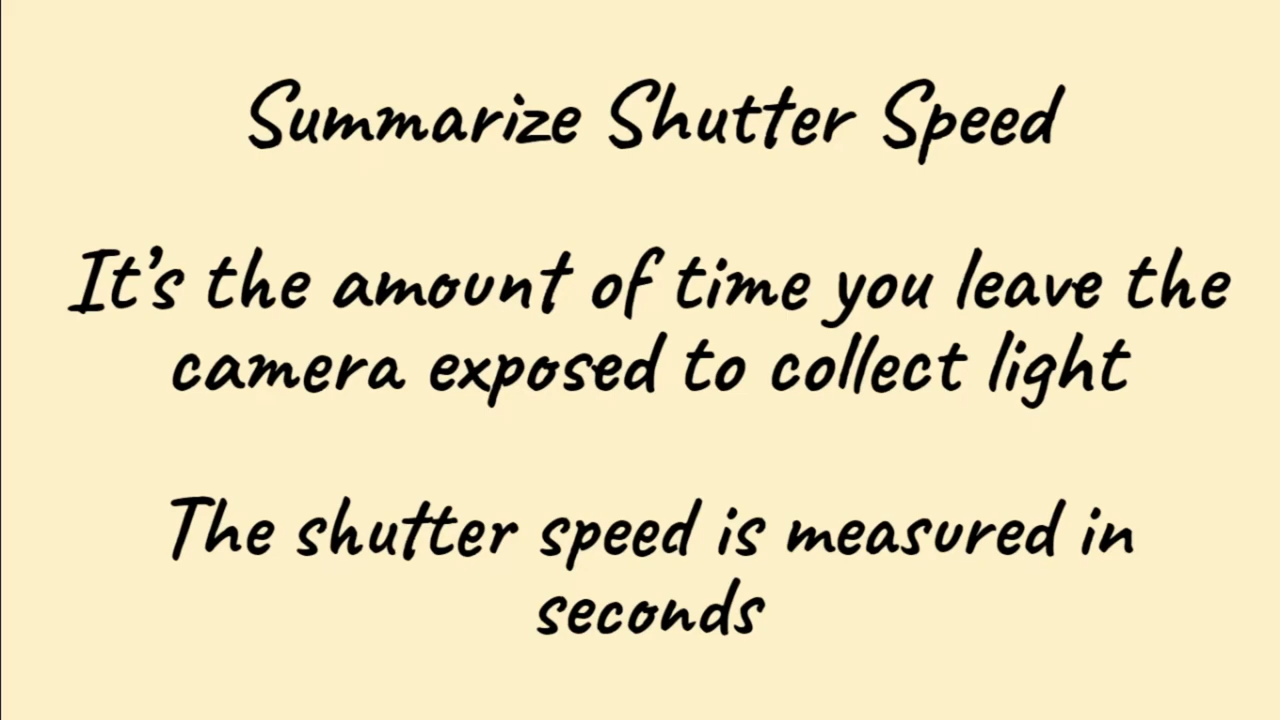 Summarize Shutter Speed
It's the amount of time you leave the
camera exposed to collect light
The shutter speed is measured in
seconds